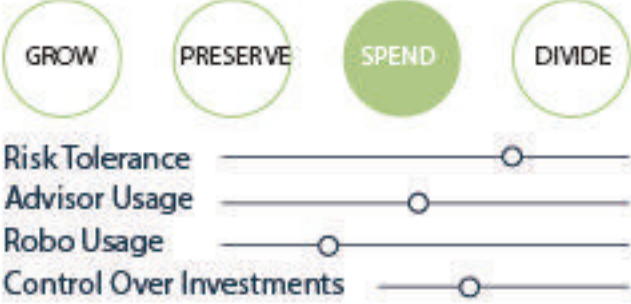 GROW PRESERVE SPEND DIVIDE
Risk Tolerance
Advisor Usage
Robo Usage
Control Over Investments